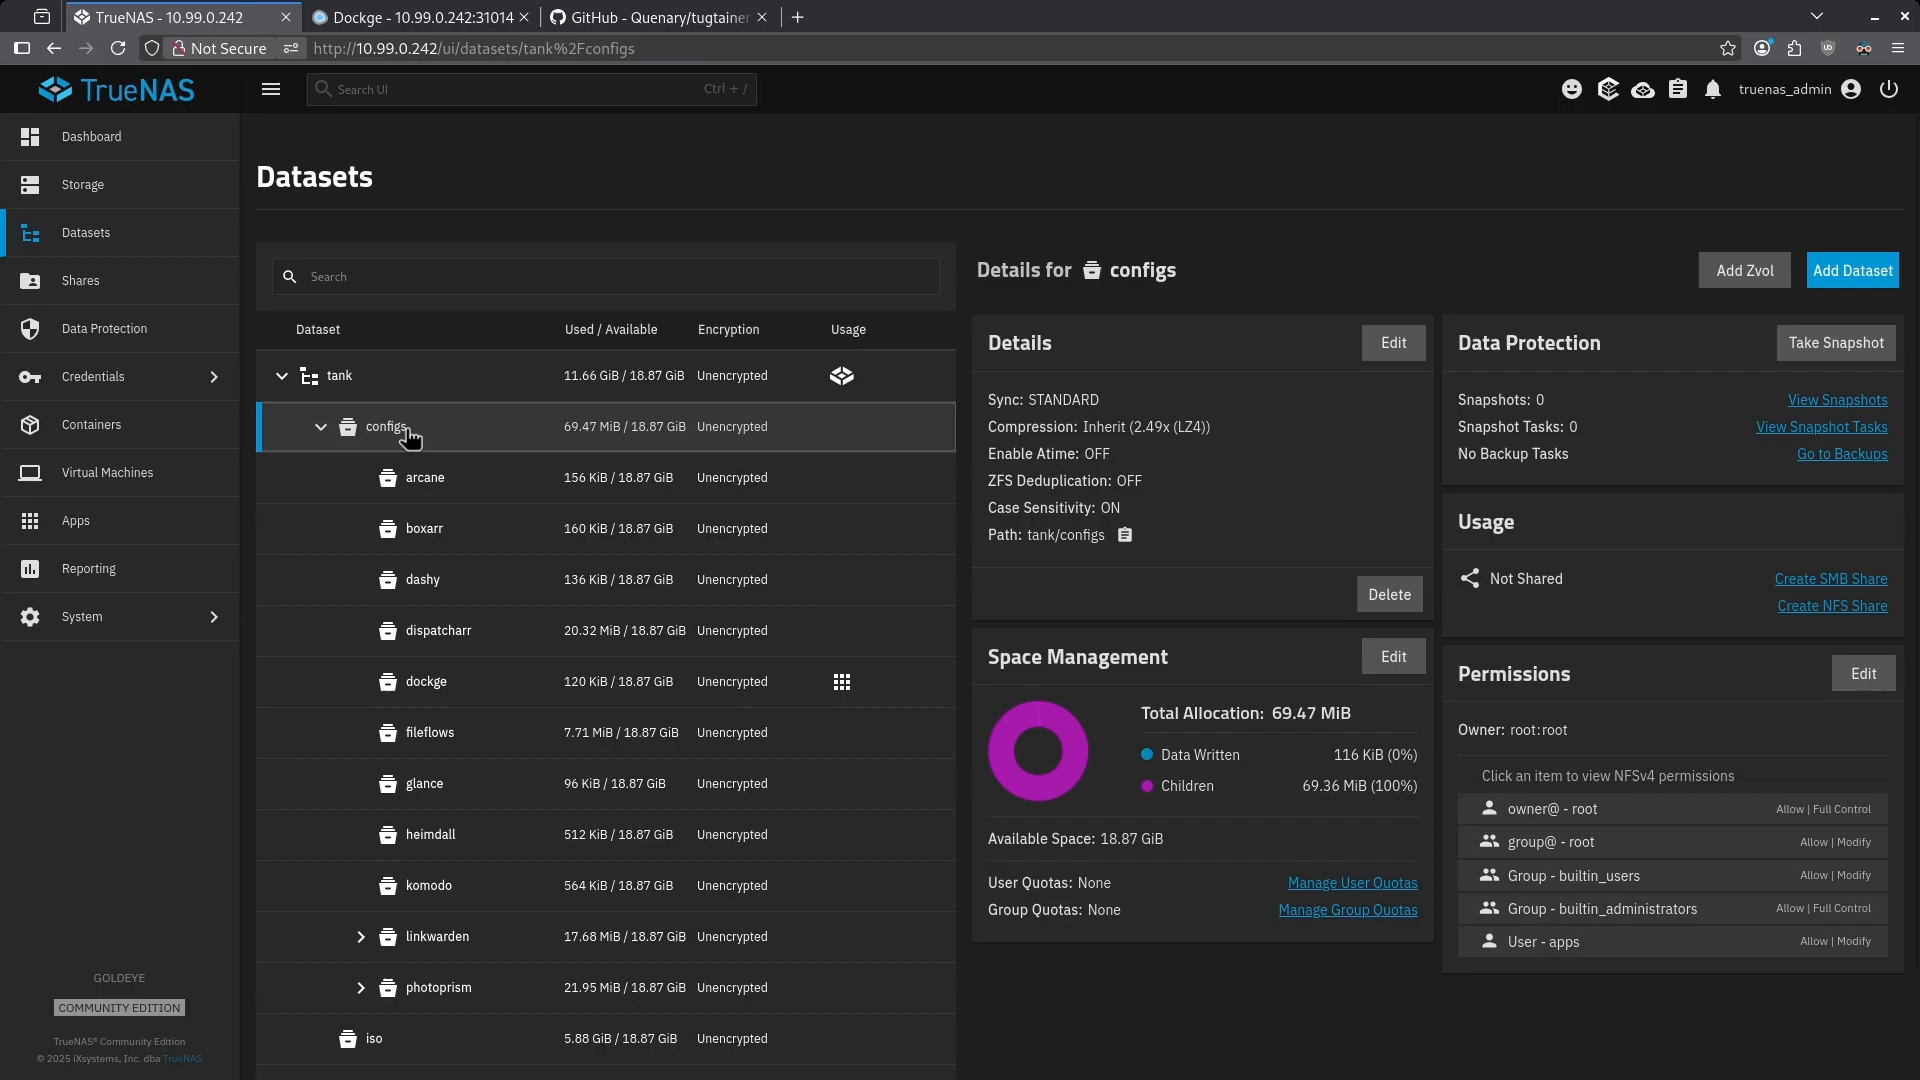 TrueNAS - 10.99.0.242
Dockge - 10.99.0.242:31014
GitHub - Quenary/tugtainer
Not Secure
http://10.99.0.242/ui/datasets/tank%2Fconfigs
TrueNAS
Search UI
Ctrl + /
truenas_admin
Dashboard
Storage
Datasets
Shares
Data Protection
Credentials
Containers
Virtual Machines
Apps
Reporting
System
GOLDEYE
COMMUNITY EDITION
TrueNAS® Community Edition
© 2025 iXsystems, Inc. dba TrueNAS
Datasets
Search
Dataset Used / Available Encryption Usage
tank 11.66 GiB / 18.87 GiB Unencrypted
configs 69.47 MiB / 18.87 GiB Unencrypted
arcane 156 KiB / 18.87 GiB Unencrypted
boxarr 160 KiB / 18.87 GiB Unencrypted
dashy 136 KiB / 18.87 GiB Unencrypted
dispatcharr 20.32 MiB / 18.87 GiB Unencrypted
dockge 120 KiB / 18.87 GiB Unencrypted
fileflows 7.71 MiB / 18.87 GiB Unencrypted
glance 96 KiB / 18.87 GiB Unencrypted
heimdall 512 KiB / 18.87 GiB Unencrypted
komodo 564 KiB / 18.87 GiB Unencrypted
linkwarden 17.68 MiB / 18.87 GiB Unencrypted
photoprism 21.95 MiB / 18.87 GiB Unencrypted
iso 5.88 GiB / 18.87 GiB Unencrypted
Details for configs
Add Zvol
Add Dataset
Details
Edit
Sync: STANDARD
Compression: Inherit (2.49x (LZ4))
Enable Atime: OFF
ZFS Deduplication: OFF
Case Sensitivity: ON
Path: tank/configs
Delete
Space Management
Edit
Total Allocation: 69.47 MiB
Data Written 116 KiB (0%)
Children 69.36 MiB (100%)
Available Space: 18.87 GiB
User Quotas: None Manage User Quotas
Group Quotas: None Manage Group Quotas
Data Protection
Take Snapshot
Snapshots: 0 View Snapshots
Snapshot Tasks: 0 View Snapshot Tasks
No Backup Tasks Go to Backups
Usage
Not Shared Create SMB Share
Create NFS Share
Permissions
Edit
Owner: root:root
Click an item to view NFSv4 permissions
owner@ - root Allow | Full Control
group@ - root Allow | Modify
Group - builtin_users Allow | Modify
Group - builtin_administrators Allow | Full Control
User - apps Allow | Modify